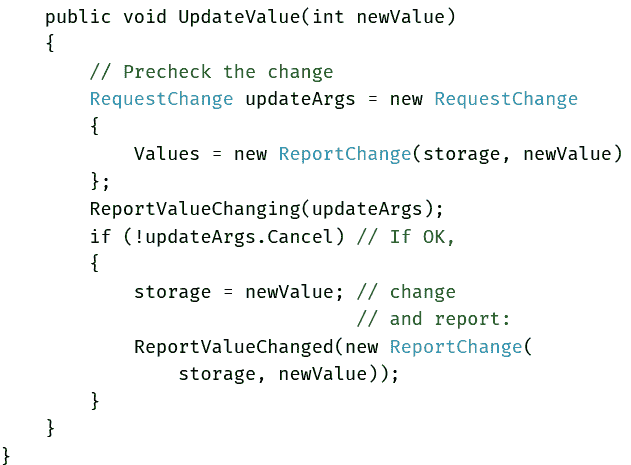 public void UpdateValue(int newValue)
    {
        // Precheck the change
        RequestChange updateArgs = new RequestChange
        {
            Values = new ReportChange(storage, newValue)
        };
        ReportValueChanging(updateArgs);
        if (!updateArgs.Cancel) // If OK,
        {
            storage = newValue; // change
                                // and report:
            ReportValueChanged(new ReportChange(
                storage, newValue));
        }
    }
}